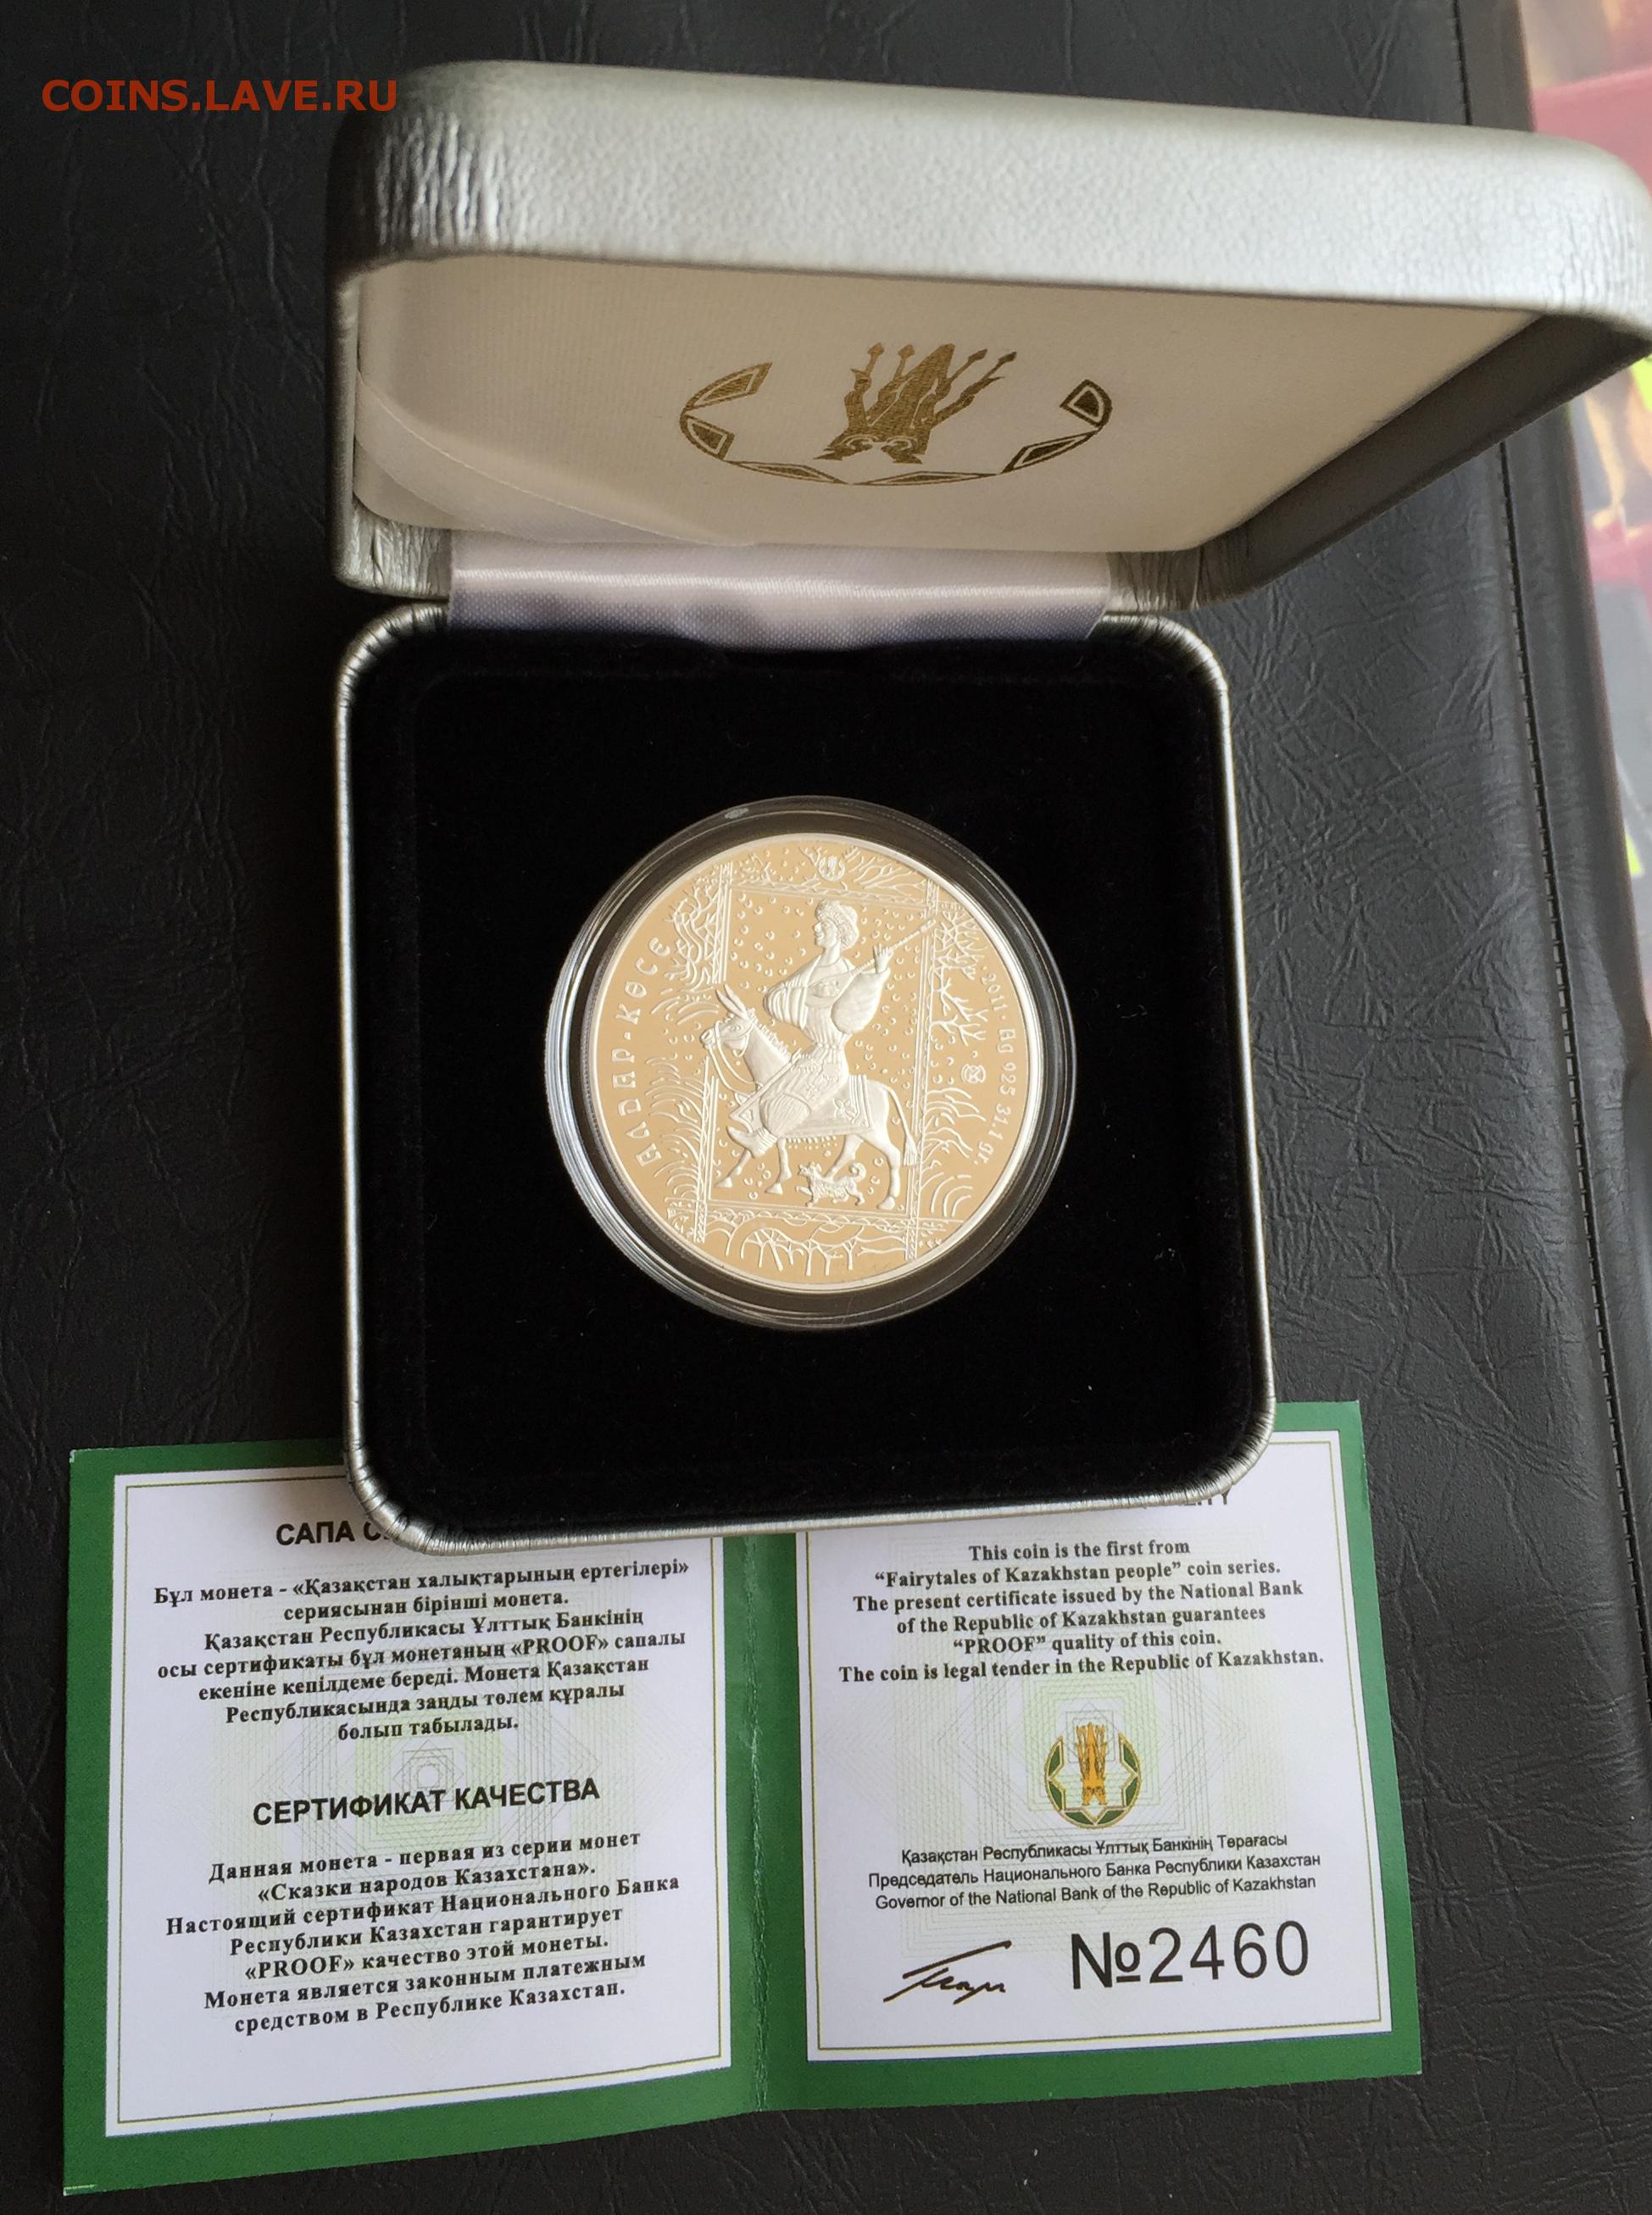 COINS.LAVE.RU
АЛДАР-КӨСЕ
2011 · Ag 925 31.1 gr.
САПА
Бұл монета - «Қазақстан халықтарының ертегілері»
сериясынан бірінші монета.
Қазақстан Республикасы Ұлттық Банкінің
осы сертификаты бұл монетаның «PROOF» сапалы
екеніне кепілдеме береді. Монета Қазақстан
Республикасында заңды төлем құралы
болып табылады.
СЕРТИФИКАТ КАЧЕСТВА
Данная монета - первая из серии монет
«Сказки народов Казахстана».
Настоящий сертификат Национального Банка
Республики Казахстан гарантирует
«PROOF» качество этой монеты.
Монета является законным платежным
средством в Республике Казахстан.
This coin is the first from
“Fairytales of Kazakhstan people” coin series.
The present certificate issued by the National Bank
of the Republic of Kazakhstan guarantees
“PROOF” quality of this coin.
The coin is legal tender in the Republic of Kazakhstan.
Қазақстан Республикасы Ұлттық Банкінің Төрағасы
Председатель Национального Банка Республики Казахстан
Governor of the National Bank of the Republic of Kazakhstan
№2460